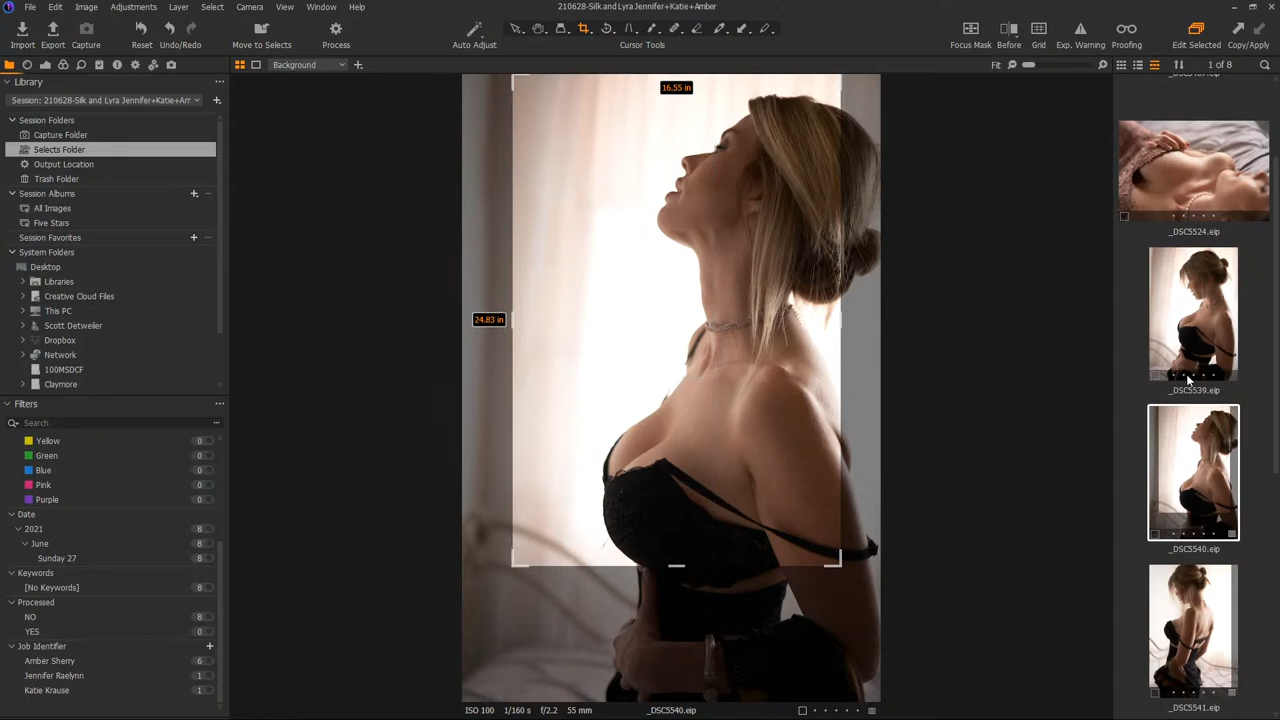 File Edit Image Adjustments Layer Select Camera View Window Help
210628-Silk and Lyra Jennifer+Katie+Amber
Import Export Capture Reset Undo/Redo Move to Selects Process Auto Adjust Cursor Tools Focus Mask Before Grid Exp. Warning Proofing Edit Selected Copy/Apply
Library
Background
Fit
1 of 8
Session: 210628-Silk and Lyra Jennifer+Katie+Am
Session Folders
Capture Folder
Selects Folder
Output Location
Trash Folder
Session Albums
All Images
Five Stars
Session Favorites
System Folders
Desktop
Libraries
Creative Cloud Files
This PC
Scott Detweiler
Dropbox
Network
100MSDCF
Claymore
Filters
Search
Yellow 0
Green 0
Blue 0
Pink 0
Purple 0
Date
2021 8
June 8
Sunday 27 8
Keywords
[No Keywords] 8
Processed
NO 8
YES 0
Job Identifier
Amber Sherry 6
Jennifer Raelynn 1
Katie Krause 1
16.55 in
24.83 in
ISO 100 1/160 s f/2.2 55 mm _DSC5540.eip
_DSC5524.eip
_DSC5539.eip
_DSC5540.eip
_DSC5541.eip